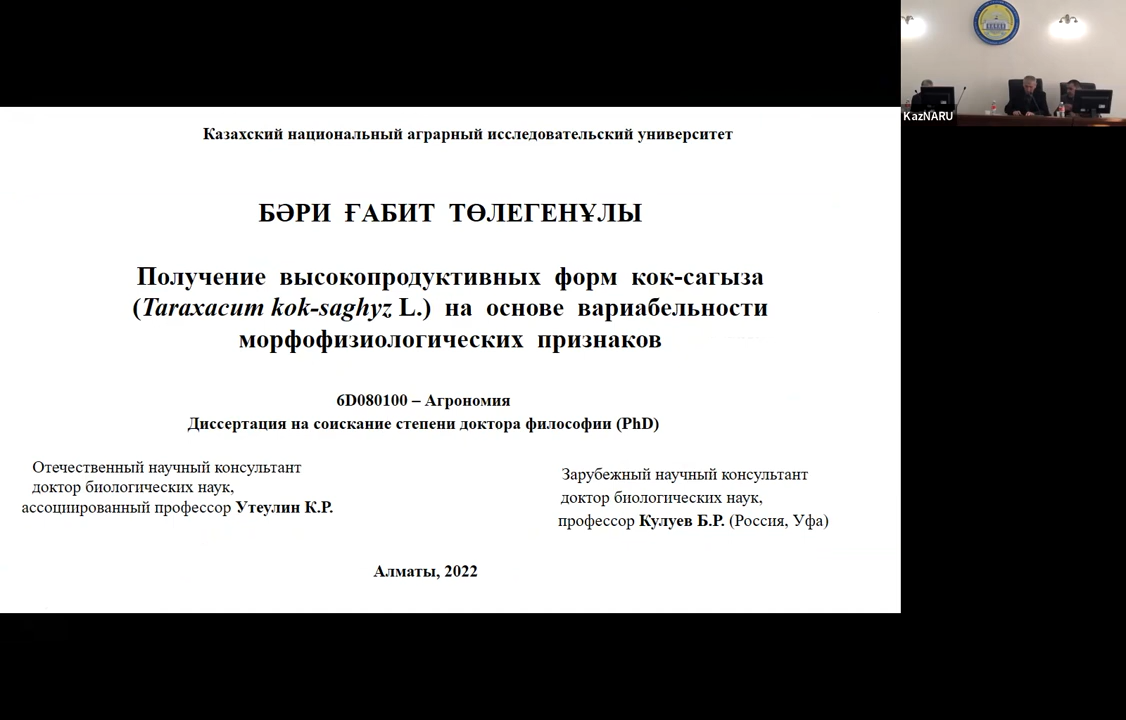 Казахский национальный аграрный исследовательский университет
KazNARU
БӘРИ ҒАБИТ ТӨЛЕГЕНҰЛЫ
Получение высокопродуктивных форм кок-сагыза
(Taraxacum kok-saghyz L.) на основе вариабельности
морфофизиологических признаков
6D080100 – Агрономия
Диссертация на соискание степени доктора философии (PhD)
Отечественный научный консультант
доктор биологических наук,
ассоциированный профессор Утеулин К.Р.
Зарубежный научный консультант
доктор биологических наук,
профессор Кулуев Б.Р. (Россия, Уфа)
Алматы, 2022